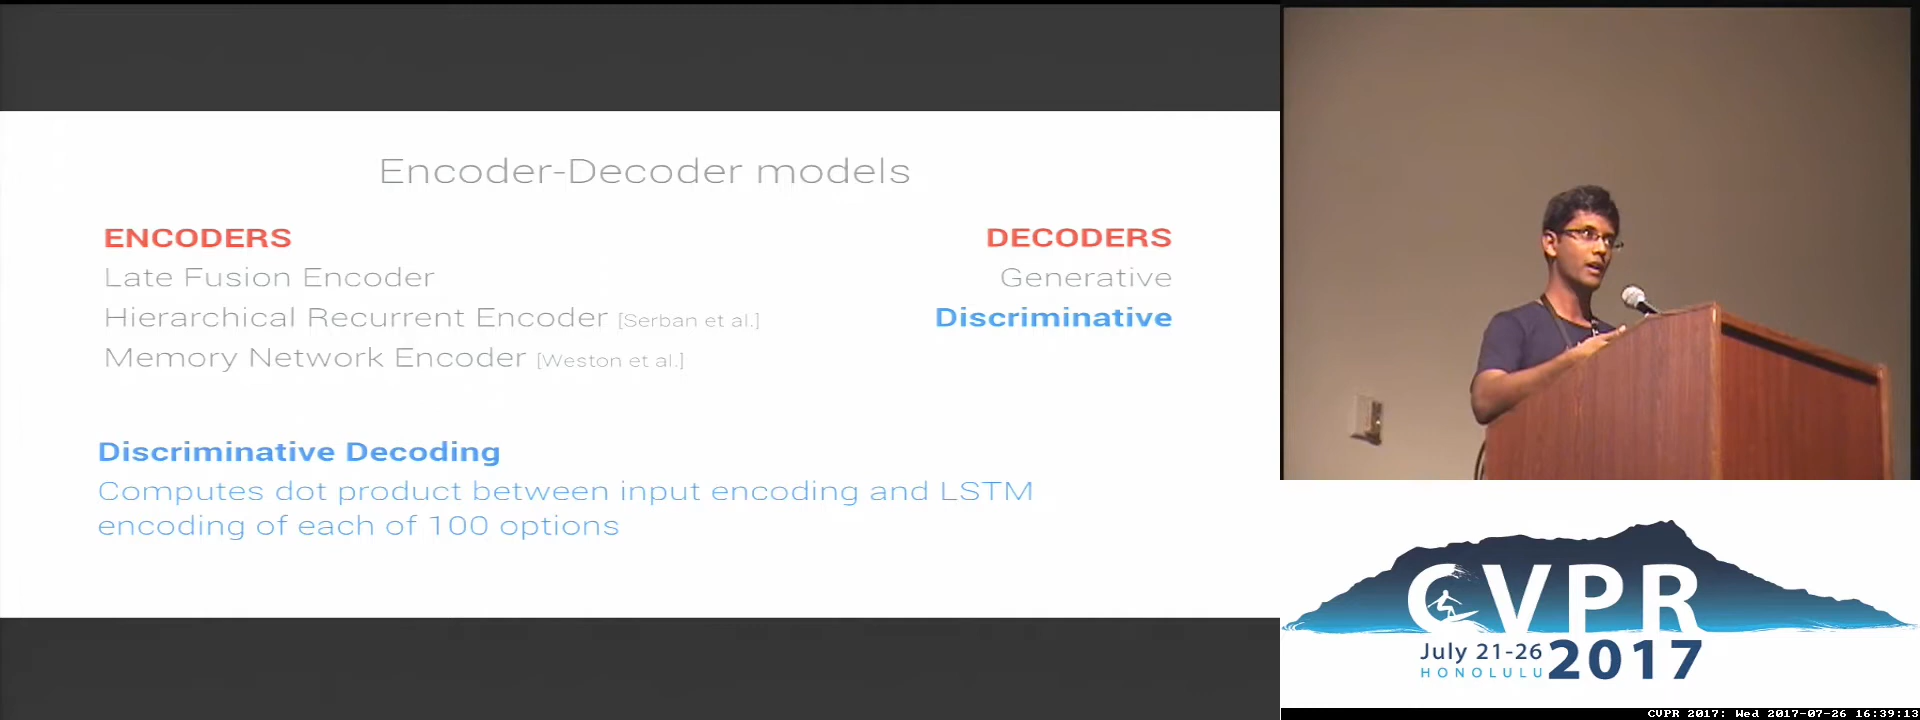 Encoder-Decoder models
ENCODERS
Late Fusion Encoder
Hierarchical Recurrent Encoder [Serban et al.]
Memory Network Encoder [Weston et al.]
DECODERS
Generative
Discriminative
Discriminative Decoding
Computes dot product between input encoding and LSTM
encoding of each of 100 options
CVPR
July 21-26
HONOLULU
2017
CVPR 2017: Wed 2017-07-26 16:39:13